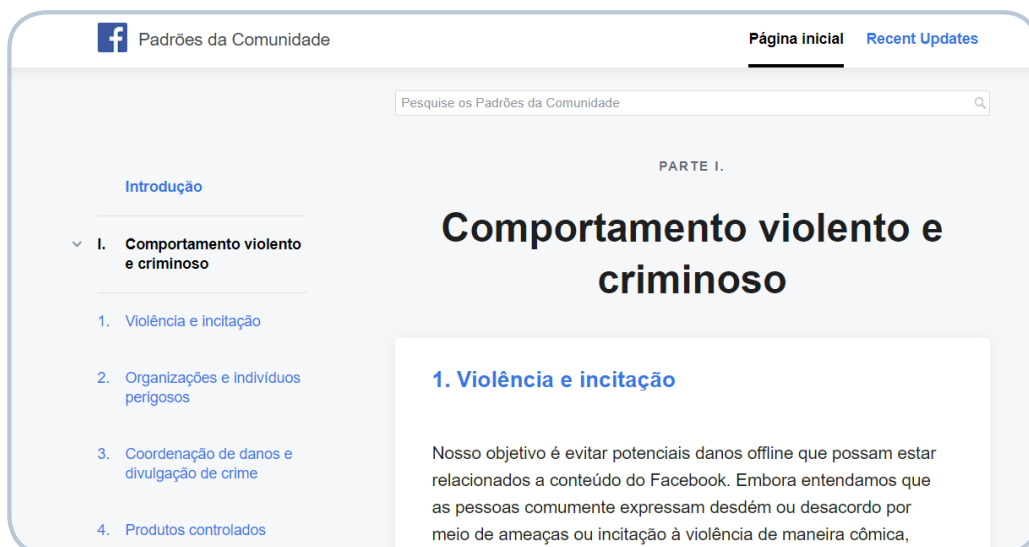 Padrões da Comunidade
Página inicial Recent Updates
Pesquise os Padrões da Comunidade
Introdução
I. Comportamento violento
e criminoso
1. Violência e incitação
2. Organizações e indivíduos
perigosos
3. Coordenação de danos e
divulgação de crime
4. Produtos controlados
PARTE I.
Comportamento violento e
criminoso
1. Violência e incitação
Nosso objetivo é evitar potenciais danos offline que possam estar
relacionados a conteúdo do Facebook. Embora entendamos que
as pessoas comumente expressam desdém ou desacordo por
meio de ameaças ou incitação à violência de maneira cômica,